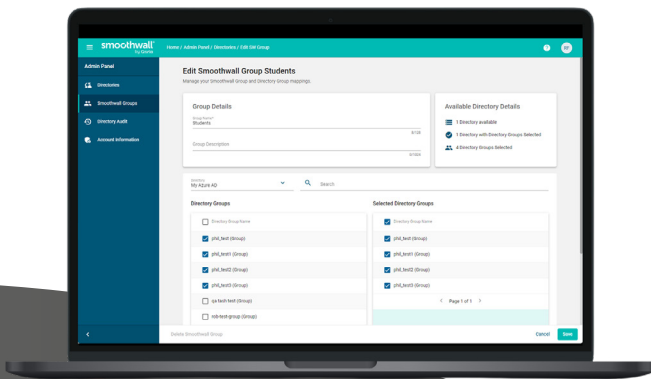 smoothwall
by Qoria
Home / Admin Panel / Directories / Edit SW Group
Admin Panel
Directories
Smoothwall Groups
Directory Audit
Account Information
Edit Smoothwall Group Students
Manage your Smoothwall Group and Directory Group mappings.
Group Details
Group Name*
Students
8/128
Group Description
0/1024
Available Directory Details
1 Directory available
1 Directory with Directory Groups Selected
4 Directory Groups Selected
Directory
My Azure AD
Search
Directory Groups
Directory Group Name
phil_test (Group)
phil_test1 (Group)
phil_test2 (Group)
phil_test3 (Group)
qa tash test (Group)
(Group)
Selected Directory Groups
Directory Group Name
phil_test (Group)
phil_test1 (Group)
phil_test2 (Group)
phil_test3 (Group)
Page 1 of 1
Delete Smoothwall Group
Cancel
Save